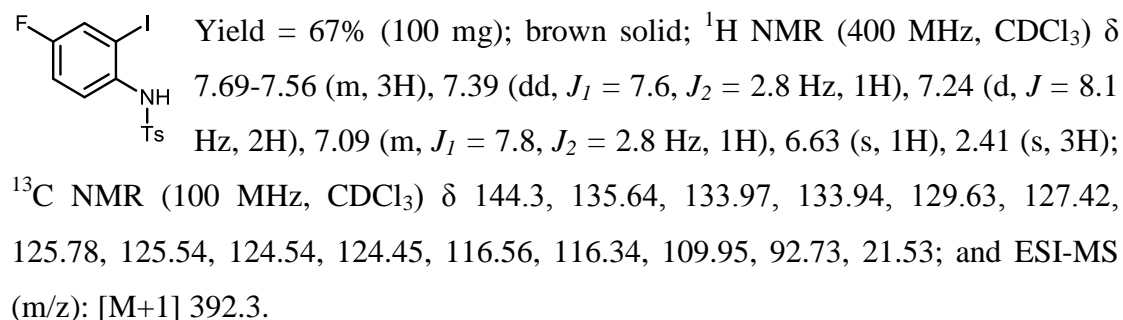 F
I
NH
Ts
Yield = 67% (100 mg); brown solid; ¹H NMR (400 MHz, CDCl₃) δ
7.69-7.56 (m, 3H), 7.39 (dd, J₁ = 7.6, J₂ = 2.8 Hz, 1H), 7.24 (d, J = 8.1
Hz, 2H), 7.09 (m, J₁ = 7.8, J₂ = 2.8 Hz, 1H), 6.63 (s, 1H), 2.41 (s, 3H);
¹³C NMR (100 MHz, CDCl₃) δ 144.3, 135.64, 133.97, 133.94, 129.63, 127.42,
125.78, 125.54, 124.54, 124.45, 116.56, 116.34, 109.95, 92.73, 21.53; and ESI-MS
(m/z): [M+1] 392.3.